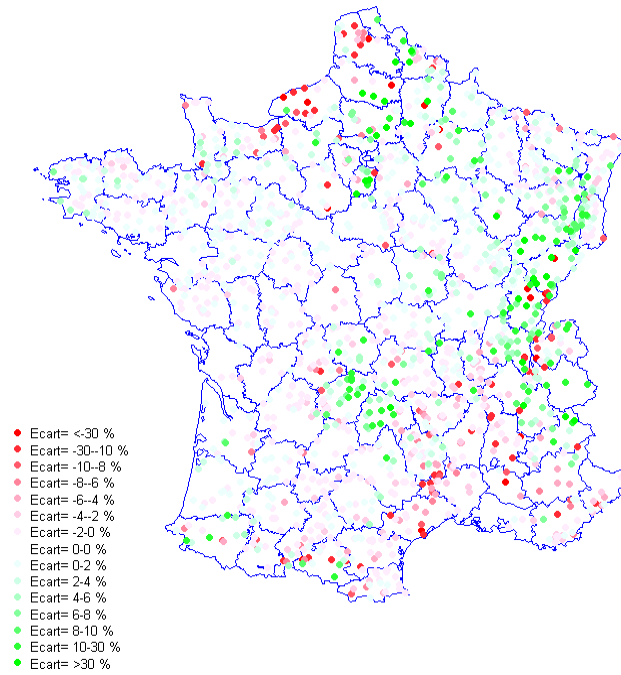 Ecart= <-30 %
Ecart= -30--10 %
Ecart= -10--8 %
Ecart= -8--6 %
Ecart= -6--4 %
Ecart= -4--2 %
Ecart= -2-0 %
Ecart= 0-0 %
Ecart= 0-2 %
Ecart= 2-4 %
Ecart= 4-6 %
Ecart= 6-8 %
Ecart= 8-10 %
Ecart= 10-30 %
Ecart= >30 %